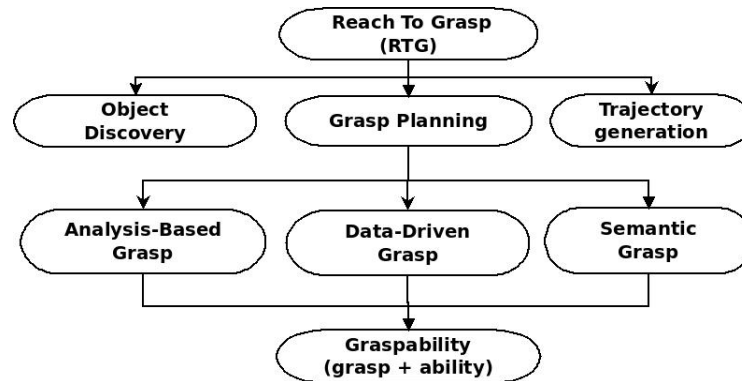 Reach To Grasp
(RTG)
Object
Discovery
Grasp Planning
Trajectory
generation
Analysis-Based
Grasp
Data-Driven
Grasp
Semantic
Grasp
Graspability
(grasp + ability)